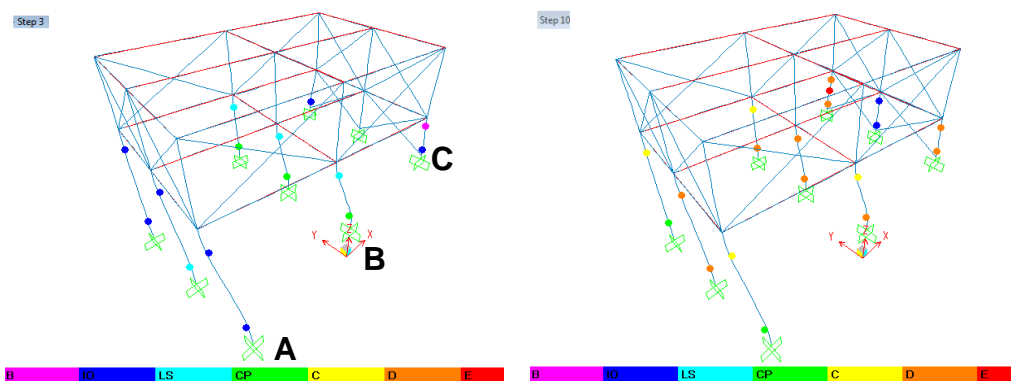 Step 3
Step 10
C
Y Z X
B
Y Z X
A
B IO LS CP C D E
B IO LS CP C D E